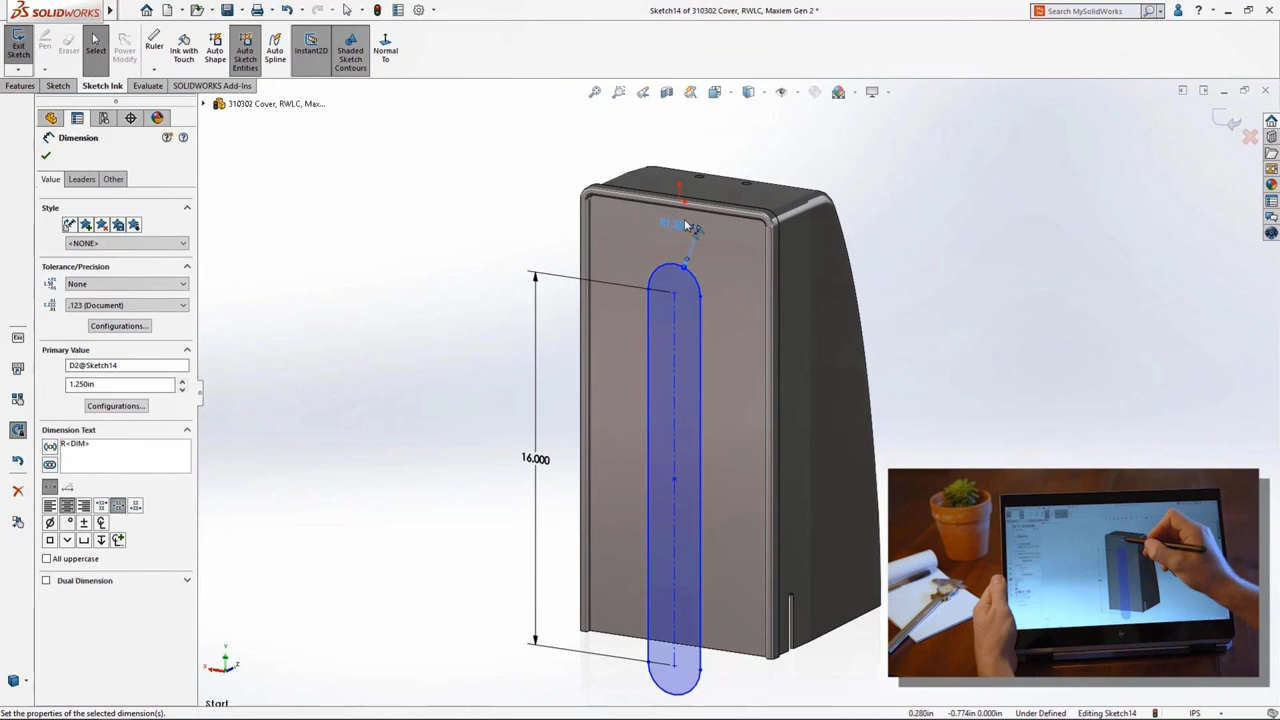 SOLIDWORKS
Sketch14 of 310302 Cover, RWLC, Maxiem Gen 2 *
Search MySolidWorks
Exit Sketch
Pen
Eraser
Select
Power Modify
Ruler
Ink with Touch
Auto Shape
Auto Sketch Entities
Auto Spline
Instant2D
Shaded Sketch Contours
Normal To
Features
Sketch
Sketch Ink
Evaluate
SOLIDWORKS Add-Ins
310302 Cover, RWLC, Max...
Dimension
Value
Leaders
Other
Style
<NONE>
Tolerance/Precision
None
.123 (Document)
Configurations...
Primary Value
D2@Sketch14
1.250in
Configurations...
Dimension Text
R<DIM>
All uppercase
Dual Dimension
Esc
16.000
Start
Set the properties of the selected dimension(s).
0.280in
-0.774in 0.000in
Under Defined
Editing Sketch14
IPS